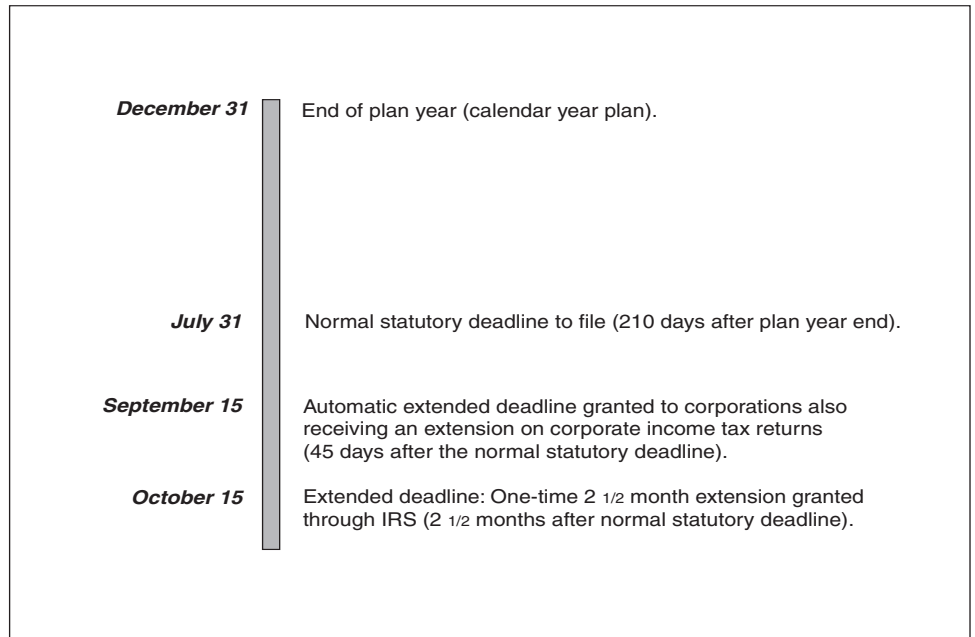 December 31 End of plan year (calendar year plan).
July 31 Normal statutory deadline to file (210 days after plan year end).
September 15 Automatic extended deadline granted to corporations also
receiving an extension on corporate income tax returns
(45 days after the normal statutory deadline).
October 15 Extended deadline: One-time 2 1/2 month extension granted
through IRS (2 1/2 months after normal statutory deadline).